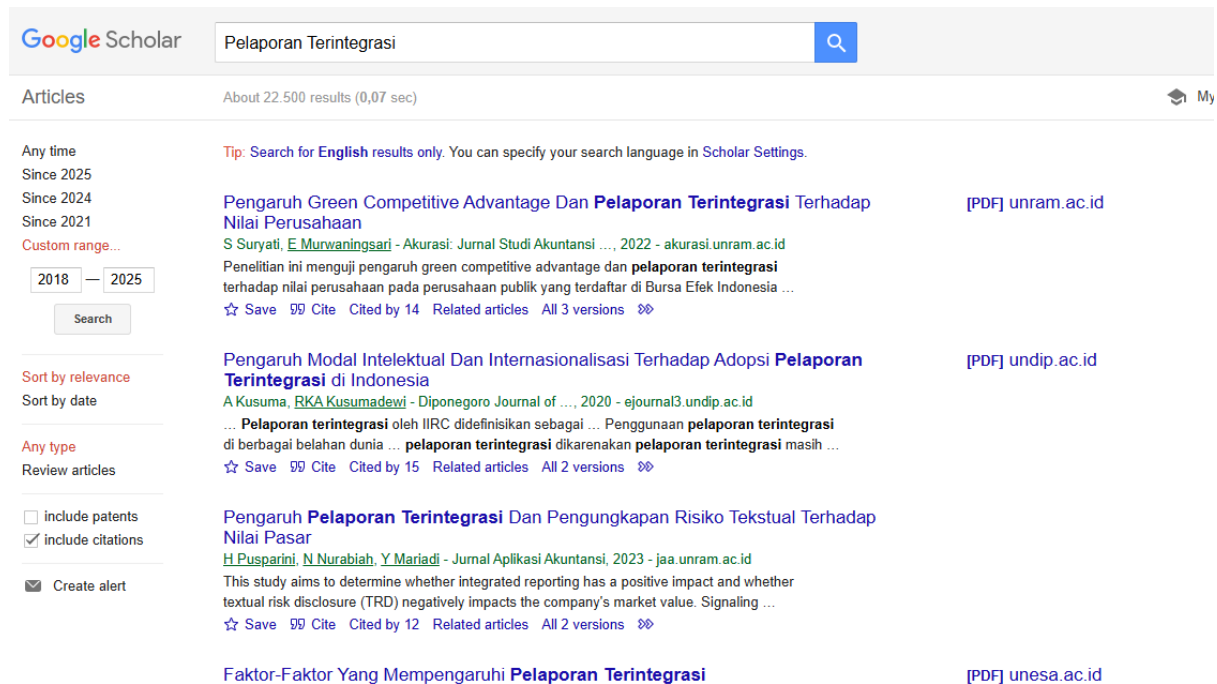 Google Scholar
Pelaporan Terintegrasi
Articles
About 22.500 results (0,07 sec)
My
Any time
Since 2025
Since 2024
Since 2021
Custom range...
2018 — 2025
Search
Sort by relevance
Sort by date
Any type
Review articles
include patents
include citations
Create alert
Tip: Search for English results only. You can specify your search language in Scholar Settings.
Pengaruh Green Competitive Advantage Dan Pelaporan Terintegrasi Terhadap
Nilai Perusahaan
[PDF] unram.ac.id
S Suryati, E Murwaningsari - Akurasi: Jurnal Studi Akuntansi …, 2022 - akurasi.unram.ac.id
Penelitian ini menguji pengaruh green competitive advantage dan pelaporan terintegrasi
terhadap nilai perusahaan pada perusahaan publik yang terdaftar di Bursa Efek Indonesia …
Save Cite Cited by 14 Related articles All 3 versions
Pengaruh Modal Intelektual Dan Internasionalisasi Terhadap Adopsi Pelaporan
Terintegrasi di Indonesia
[PDF] undip.ac.id
A Kusuma, RKA Kusumadewi - Diponegoro Journal of …, 2020 - ejournal3.undip.ac.id
… Pelaporan terintegrasi oleh IIRC didefinisikan sebagai … Penggunaan pelaporan terintegrasi
di berbagai belahan dunia … pelaporan terintegrasi dikarenakan pelaporan terintegrasi masih …
Save Cite Cited by 15 Related articles All 2 versions
Pengaruh Pelaporan Terintegrasi Dan Pengungkapan Risiko Tekstual Terhadap
Nilai Pasar
H Pusparini, N Nurabiah, Y Mariadi - Jurnal Aplikasi Akuntansi, 2023 - jaa.unram.ac.id
This study aims to determine whether integrated reporting has a positive impact and whether
textual risk disclosure (TRD) negatively impacts the company's market value. Signaling …
Save Cite Cited by 12 Related articles All 2 versions
Faktor-Faktor Yang Mempengaruhi Pelaporan Terintegrasi
[PDF] unesa.ac.id